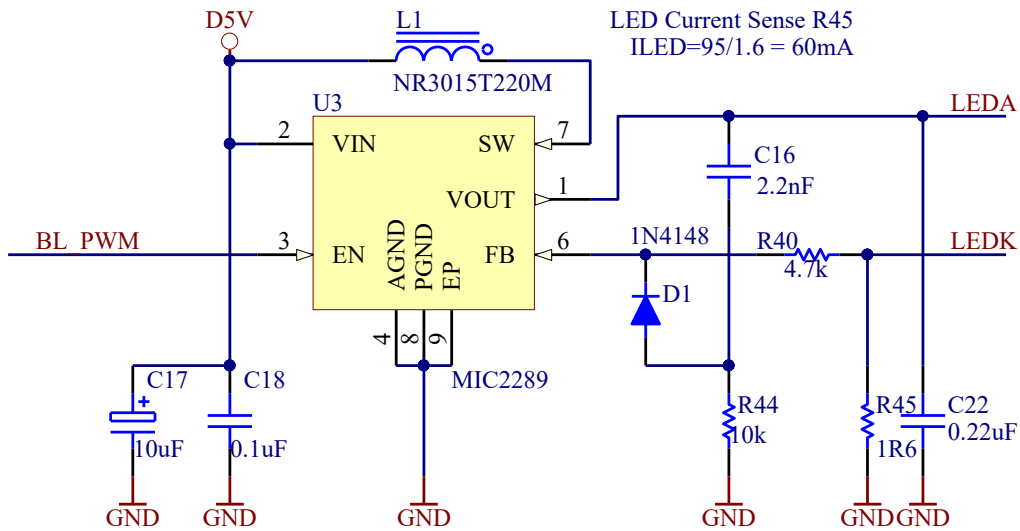 D5V
L1
LED Current Sense R45
ILED=95/1.6 = 60mA
NR3015T220M
U3
LEDA
2
VIN
SW
7
C16
2.2nF
VOUT
1
BL_PWM
3
EN
AGND
PGND
EP
FB
6
1N4148
R40
4.7k
LEDK
D1
4
8
9
MIC2289
C17
+
10uF
C18
0.1uF
R44
10k
R45
1R6
C22
0.22uF
GND
GND
GND
GND
GND
GND